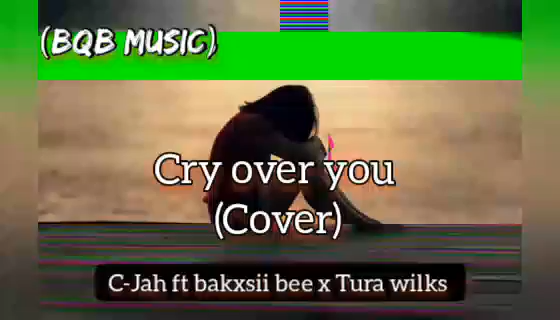 (BQB MUSIC)
Cry over you
(Cover)
C-Jah ft bakxsii bee x Tura wilks